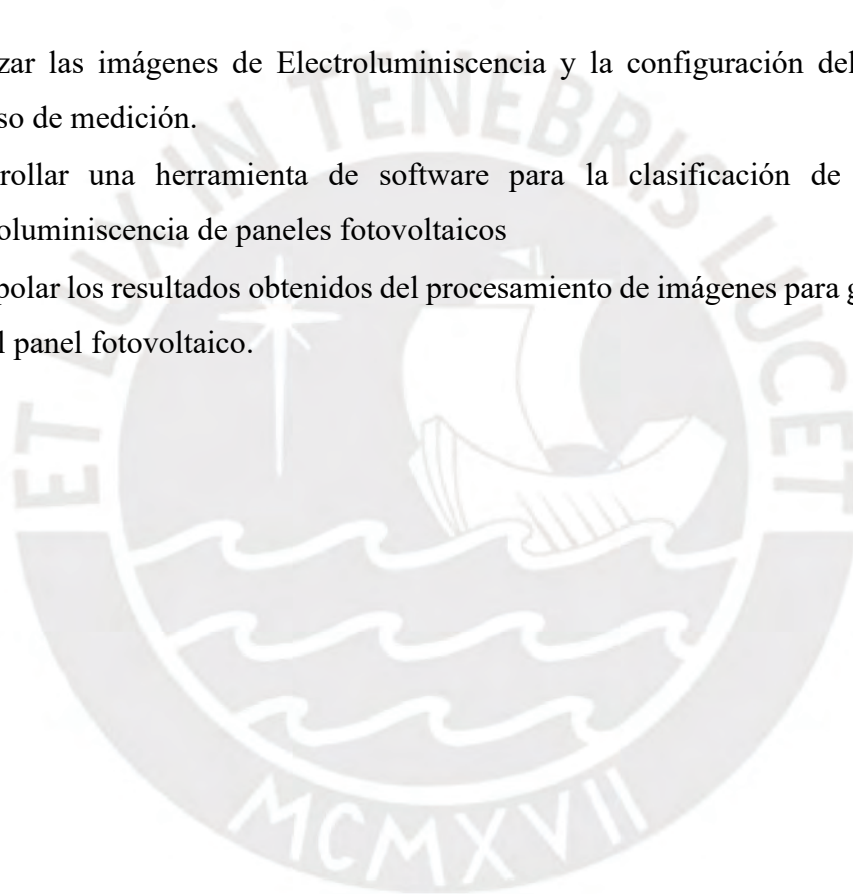 zar las imágenes de Electroluminiscencia y la configuración del
so de medición.
rollar una herramienta de software para la clasificación de
oluminiscencia de paneles fotovoltaicos
polar los resultados obtenidos del procesamiento de imágenes para g
l panel fotovoltaico.
ET LUX IN TENEBRIS LUCET
MCMXVII